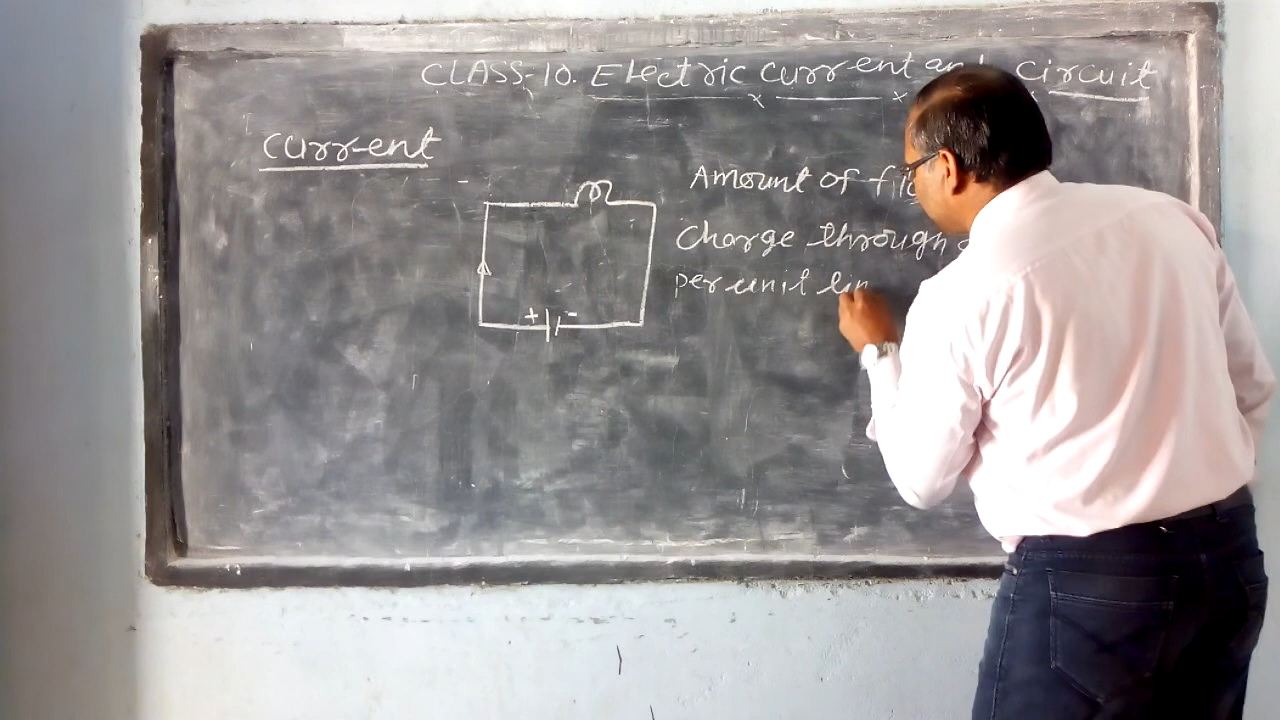 CLASS-10. Electric current and Circuit
Current
Amount of
Charge through
per unit
+ -